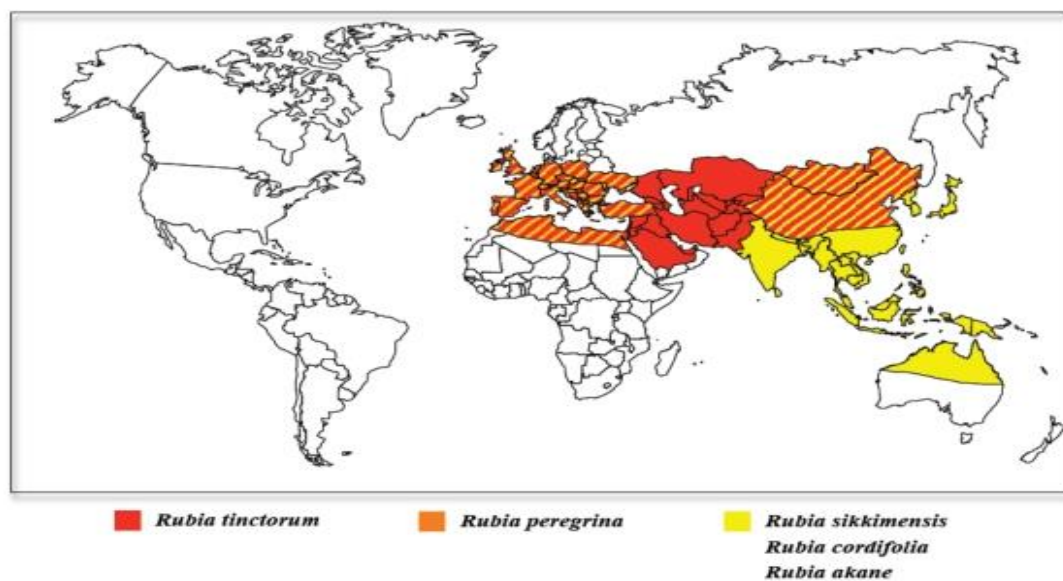 Rubia tinctorum
Rubia peregrina
Rubia sikkimensis
Rubia cordifolia
Rubia akane